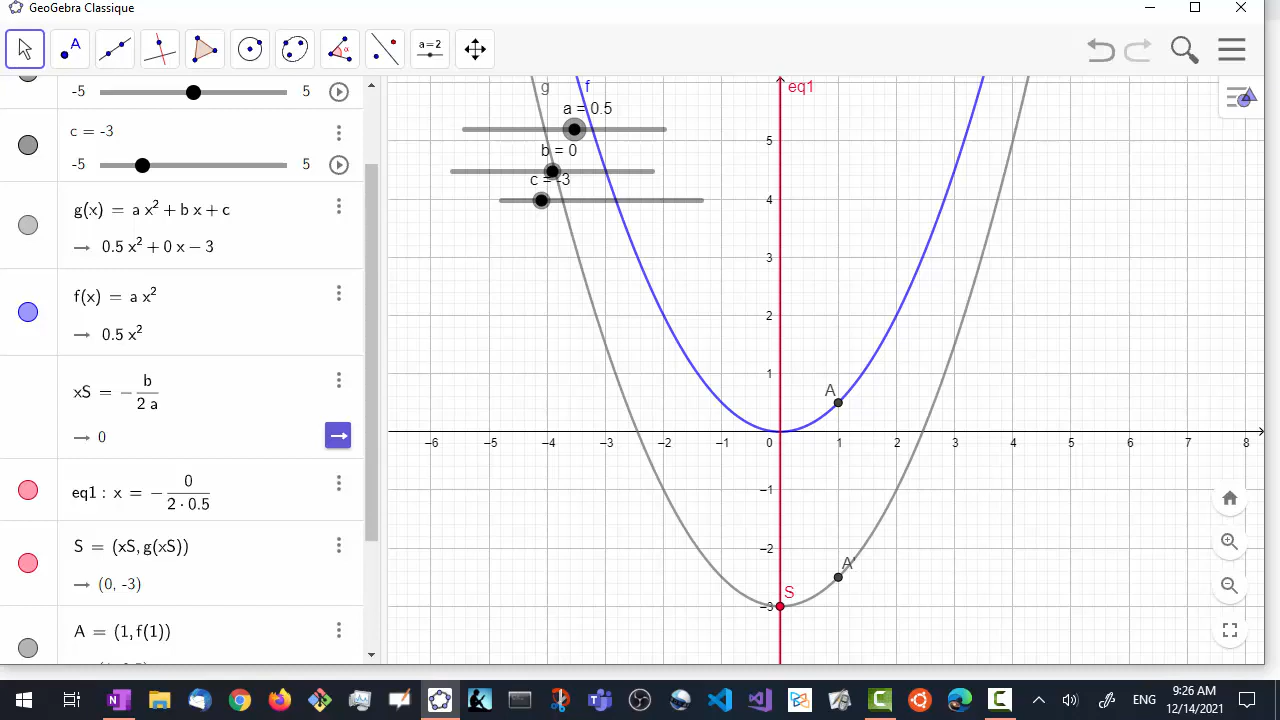 GeoGebra Classique
A
α
a=2
-5 5
c = -3
-5 5
g(x) = a x² + b x + c
→ 0.5 x² + 0 x − 3
f(x) = a x²
→ 0.5 x²
xS = − b / 2 a
→ 0
eq1 : x = − 0 / 2 · 0.5
S = (xS, g(xS))
→ (0, -3)
A = (1, f(1))
g f eq1
a = 0.5
b = 0
c = -3
5
4
3
2
1
A
−6 −5 −4 −3 −2 −1 0 1 2 3 4 5 6 7 8
−1
−2
A'
S
−3
ENG
9:26 AM
12/14/2021